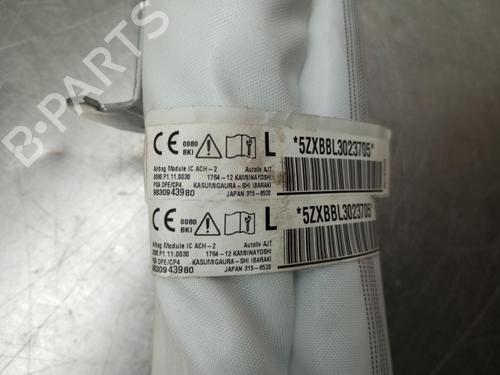 B-PARTS
CE 0080 BKI L *5ZXBBL3023705*
Airbag Module IC ACH-2 Autoliv AJT
0080.P1.11.0030 1764-12 KAMINAYOSHI
PSA DPE/CP4 KASUMIGAURA-SHI IBARAKI
9830943980 JAPAN 315-8520
CE 0080 BKI L *5ZXBBL3023705*
Airbag Module IC ACH-2 Autoliv AJT
0080.P1.11.0030 1764-12 KAMINAYOSHI
PSA DPE/CP4 KASUMIGAURA-SHI IBARAKI
9830943980 JAPAN 315-8520